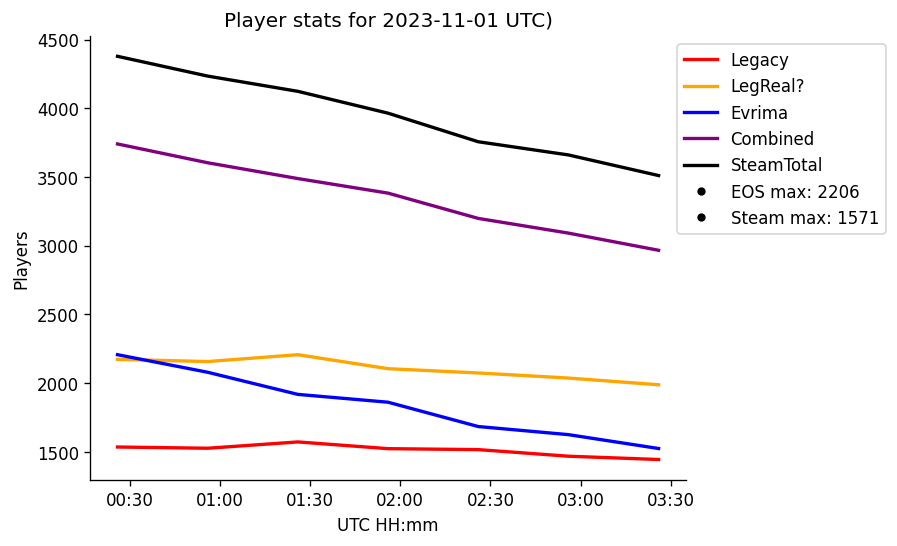 Player stats for 2023-11-01 UTC)
4500
4000
3500
3000
2500
2000
1500
Players
00:30 01:00 01:30 02:00 02:30 03:00 03:30
UTC HH:mm
Legacy
LegReal?
Evrima
Combined
SteamTotal
EOS max: 2206
Steam max: 1571